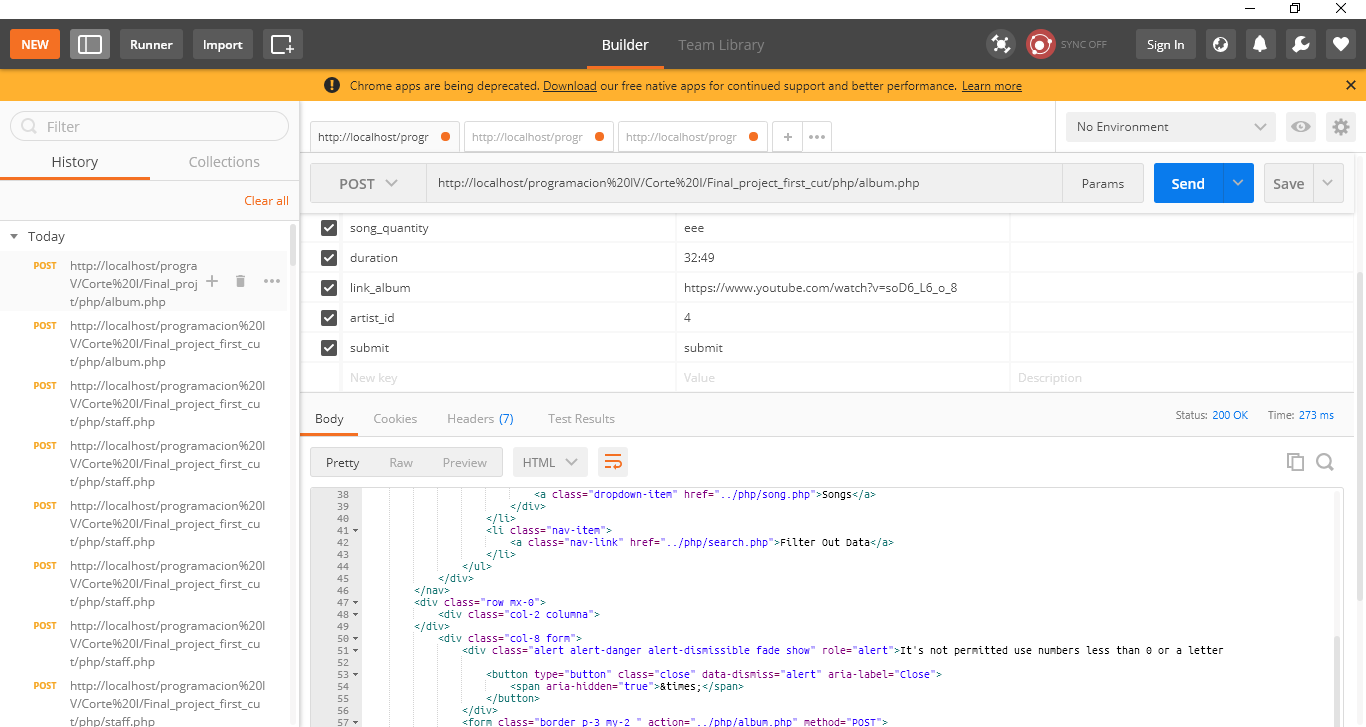 NEW
Runner
Import
Builder
Team Library
SYNC OFF
Sign In
Chrome apps are being deprecated. Download our free native apps for continued support and better performance. Learn more
Filter
History
Collections
Clear all
Today
POST http://localhost/progra
V/Corte%20I/Final_proj
t/php/album.php
POST http://localhost/programacion%20I
V/Corte%20I/Final_project_first_cu
t/php/album.php
POST http://localhost/programacion%20I
V/Corte%20I/Final_project_first_cu
t/php/staff.php
POST http://localhost/programacion%20I
V/Corte%20I/Final_project_first_cu
t/php/staff.php
POST http://localhost/programacion%20I
V/Corte%20I/Final_project_first_cu
t/php/staff.php
POST http://localhost/programacion%20I
V/Corte%20I/Final_project_first_cu
t/php/staff.php
POST http://localhost/programacion%20I
V/Corte%20I/Final_project_first_cu
t/php/staff.php
POST http://localhost/programacion%20I
V/Corte%20I/Final_project_first_cu
t/php/staff.php
http://localhost/progr
http://localhost/progr
http://localhost/progr
No Environment
POST
http://localhost/programacion%20IV/Corte%20I/Final_project_first_cut/php/album.php
Params
Send
Save
song_quantity eee
duration 32:49
link_album https://www.youtube.com/watch?v=soD6_L6_o_8
artist_id 4
submit submit
New key Value Description
Body
Cookies
Headers (7)
Test Results
Status: 200 OK
Time: 273 ms
Pretty
Raw
Preview
HTML
38 <a class="dropdown-item" href="../php/song.php">Songs</a>
39 </div>
40 </li>
41 <li class="nav-item">
42 <a class="nav-link" href="../php/search.php">Filter Out Data</a>
43 </li>
44 </ul>
45 </div>
46 </nav>
47 <div class="row mx-0">
48 <div class="col-2 columna">
49 </div>
50 <div class="col-8 form">
51 <div class="alert alert-danger alert-dismissible fade show" role="alert">It's not permitted use numbers less than 0 or a letter
52
53 <button type="button" class="close" data-dismiss="alert" aria-label="Close">
54 <span aria-hidden="true">&times;</span>
55 </button>
56 </div>
57 <form class="border p-3 my-2 " action="../php/album.php" method="POST">